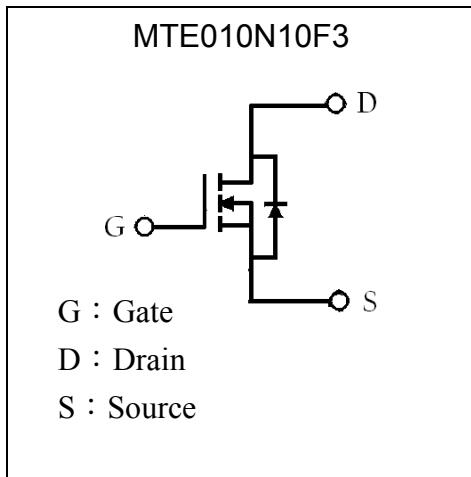 MTE010N10F3
D
G
S
G：Gate
D：Drain
S：Source